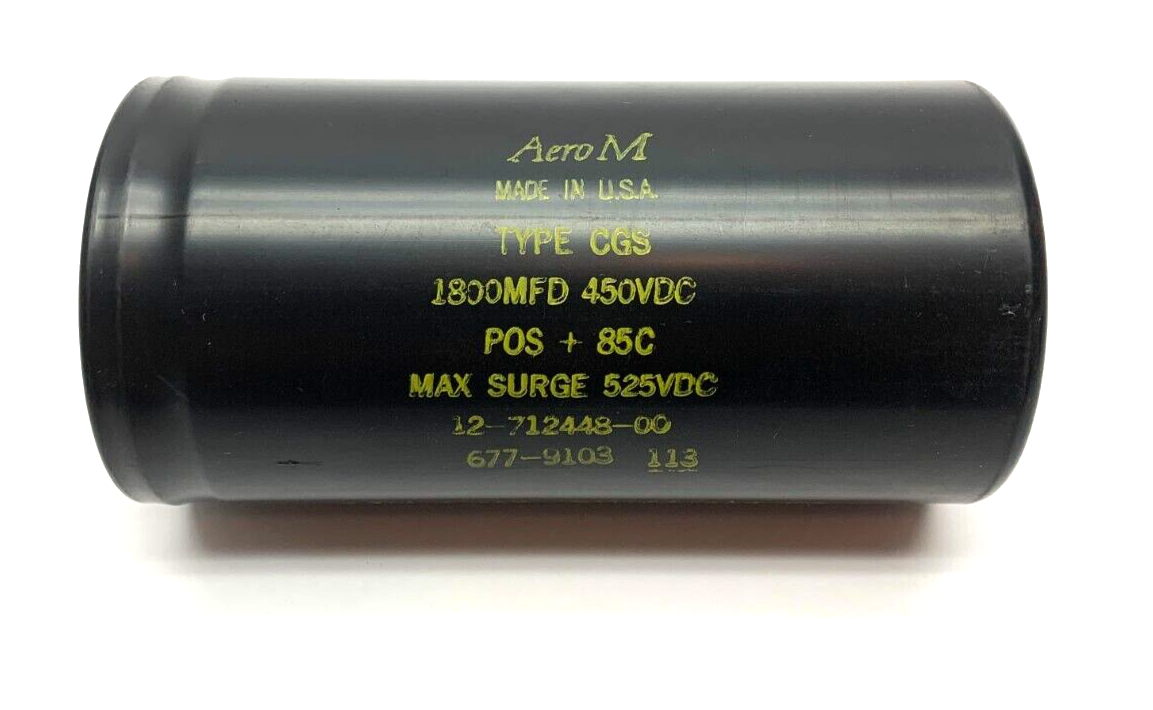 Aero M
MADE IN U.S.A.
TYPE CGS
1800MFD 450VDC
POS + 85C
MAX SURGE 525VDC
12-712448-00
677-9103 113